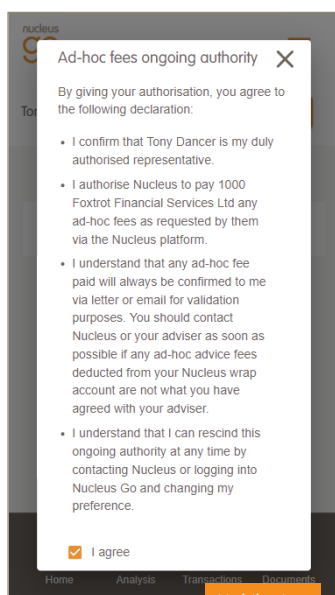 nucleus
go
Ad-hoc fees ongoing authority
By giving your authorisation, you agree to
the following declaration:
• I confirm that Tony Dancer is my duly
authorised representative.
• I authorise Nucleus to pay 1000
Foxtrot Financial Services Ltd any
ad-hoc fees as requested by them
via the Nucleus platform.
• I understand that any ad-hoc fee
paid will always be confirmed to me
via letter or email for validation
purposes. You should contact
Nucleus or your adviser as soon as
possible if any ad-hoc advice fees
deducted from your Nucleus wrap
account are not what you have
agreed with your adviser.
• I understand that I can rescind this
ongoing authority at any time by
contacting Nucleus or logging into
Nucleus Go and changing my
preference.
I agree
Home Analysis Transactions Documents